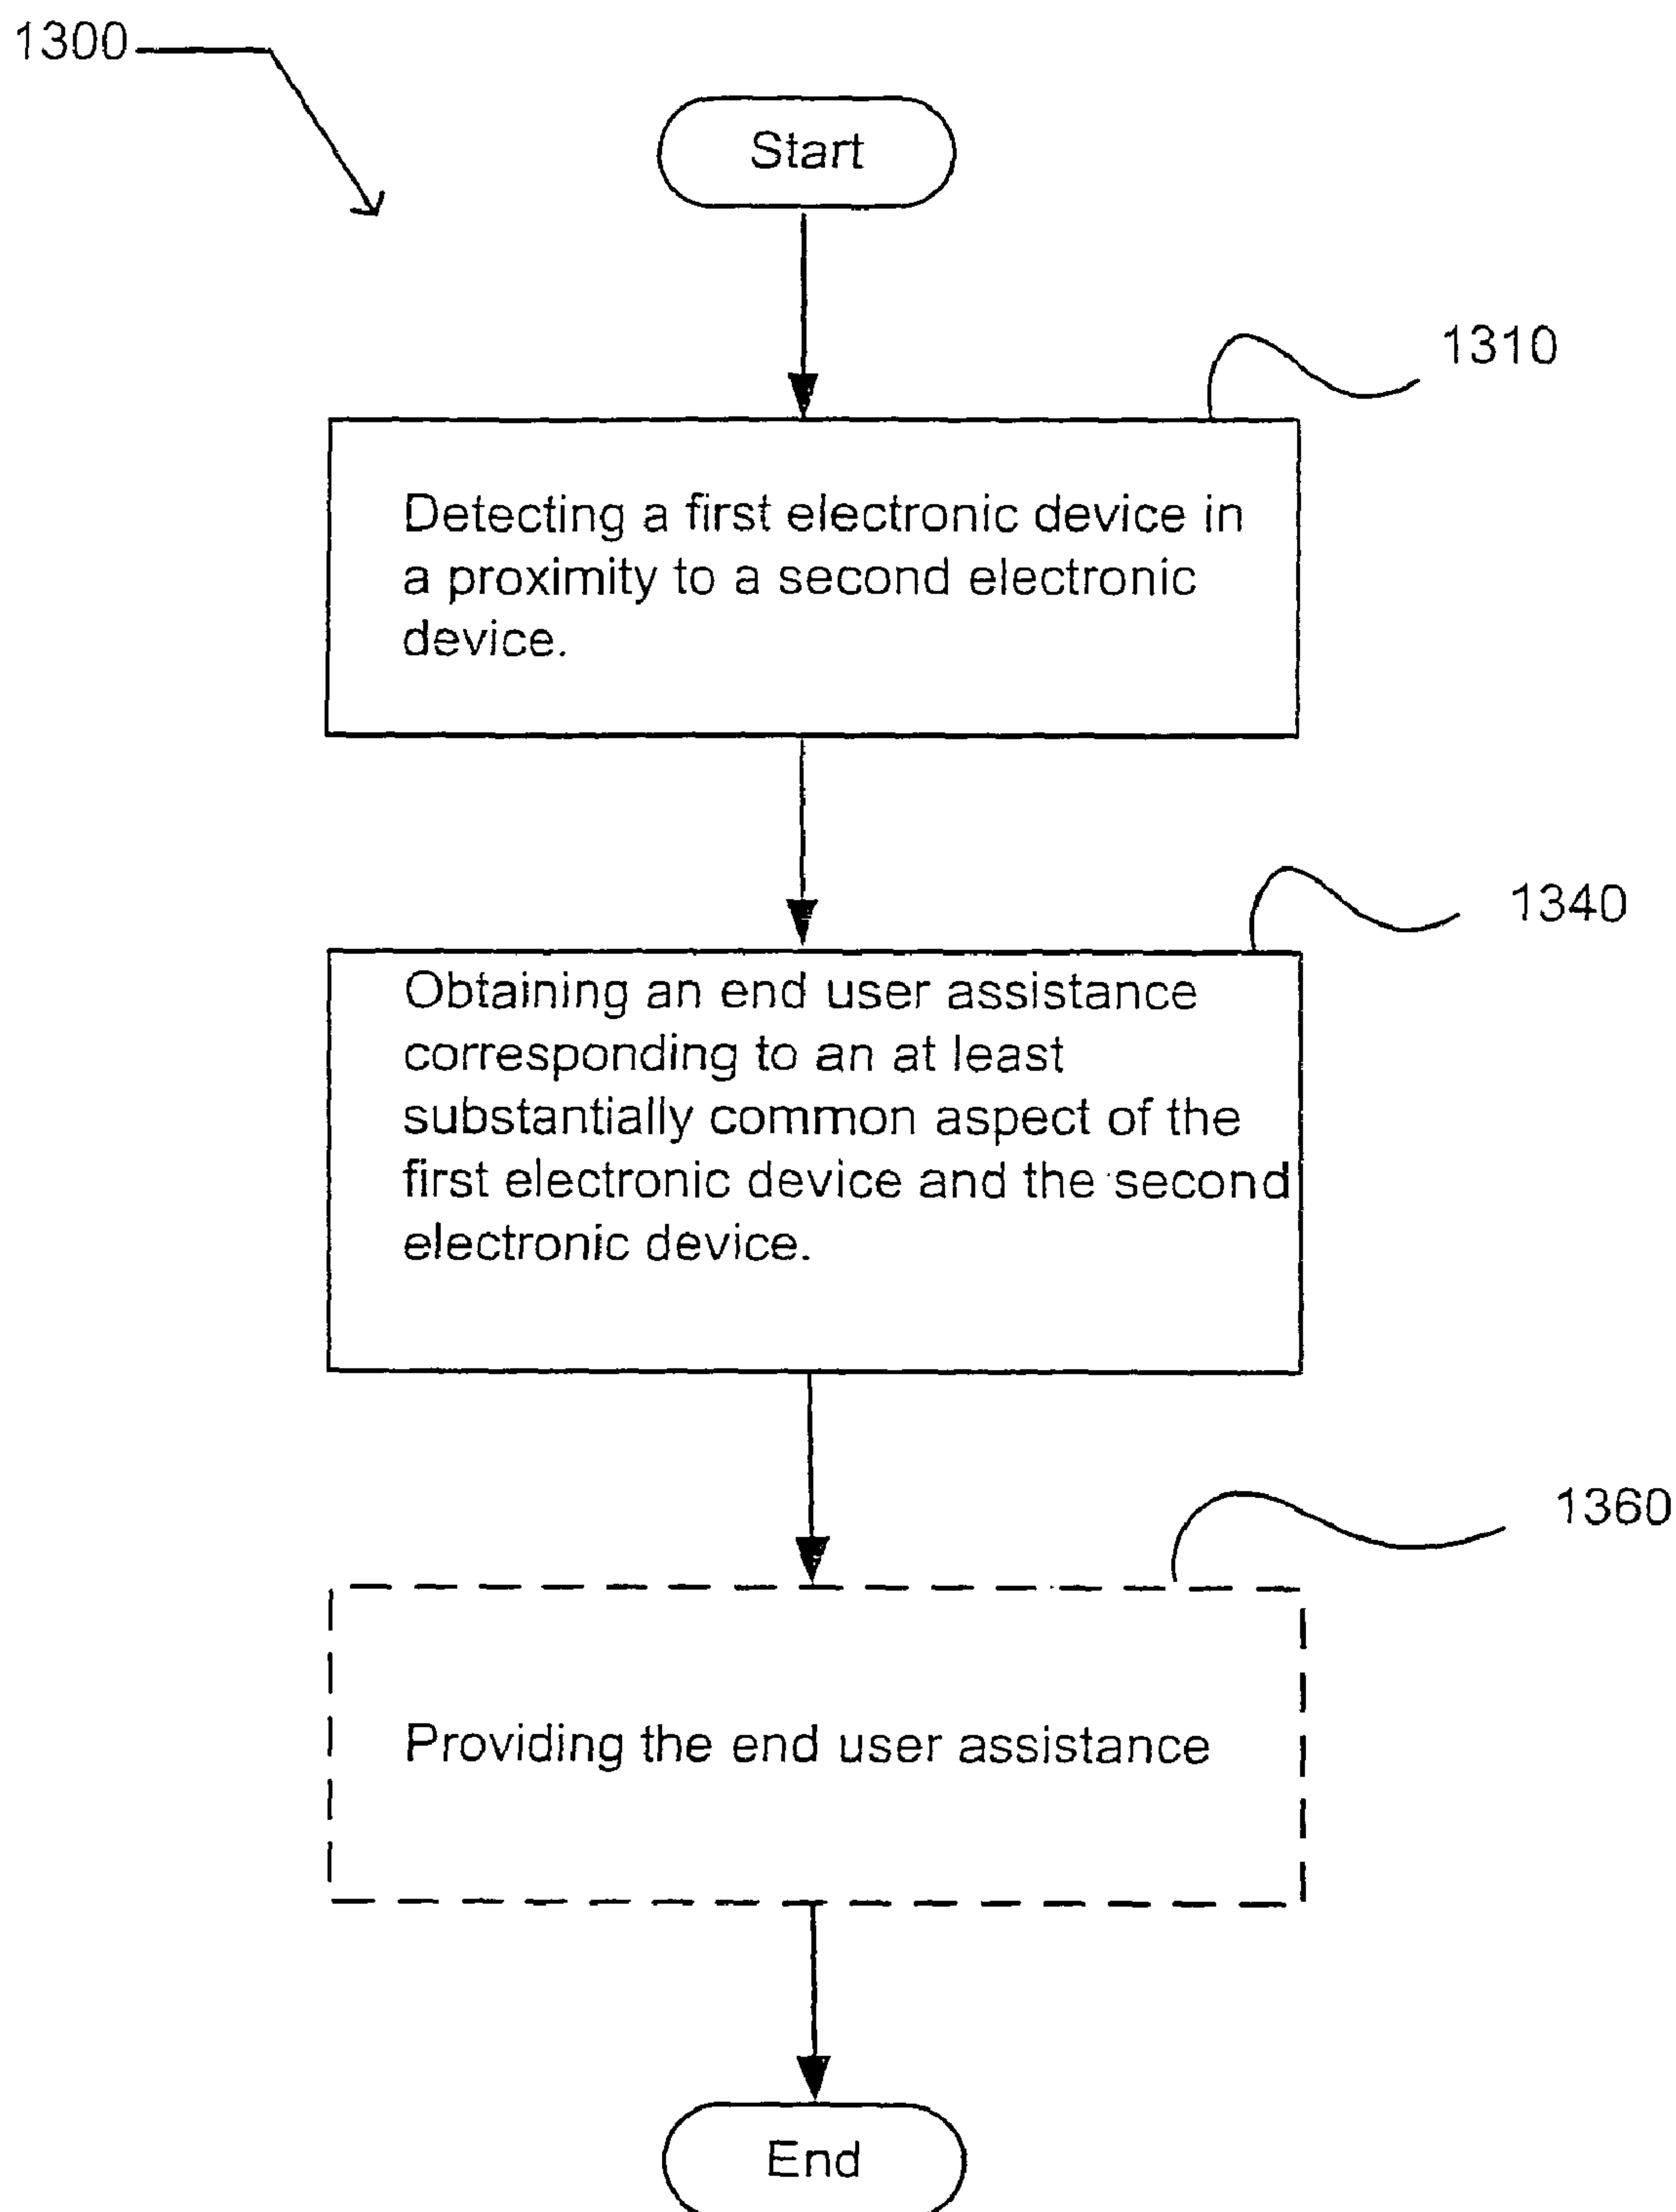 1300
Start
1310
Detecting a first electronic device in
a proximity to a second electronic
device.
1340
Obtaining an end user assistance
corresponding to an at least
substantially common aspect of the
first electronic device and the second
electronic device.
1360
Providing the end user assistance
End